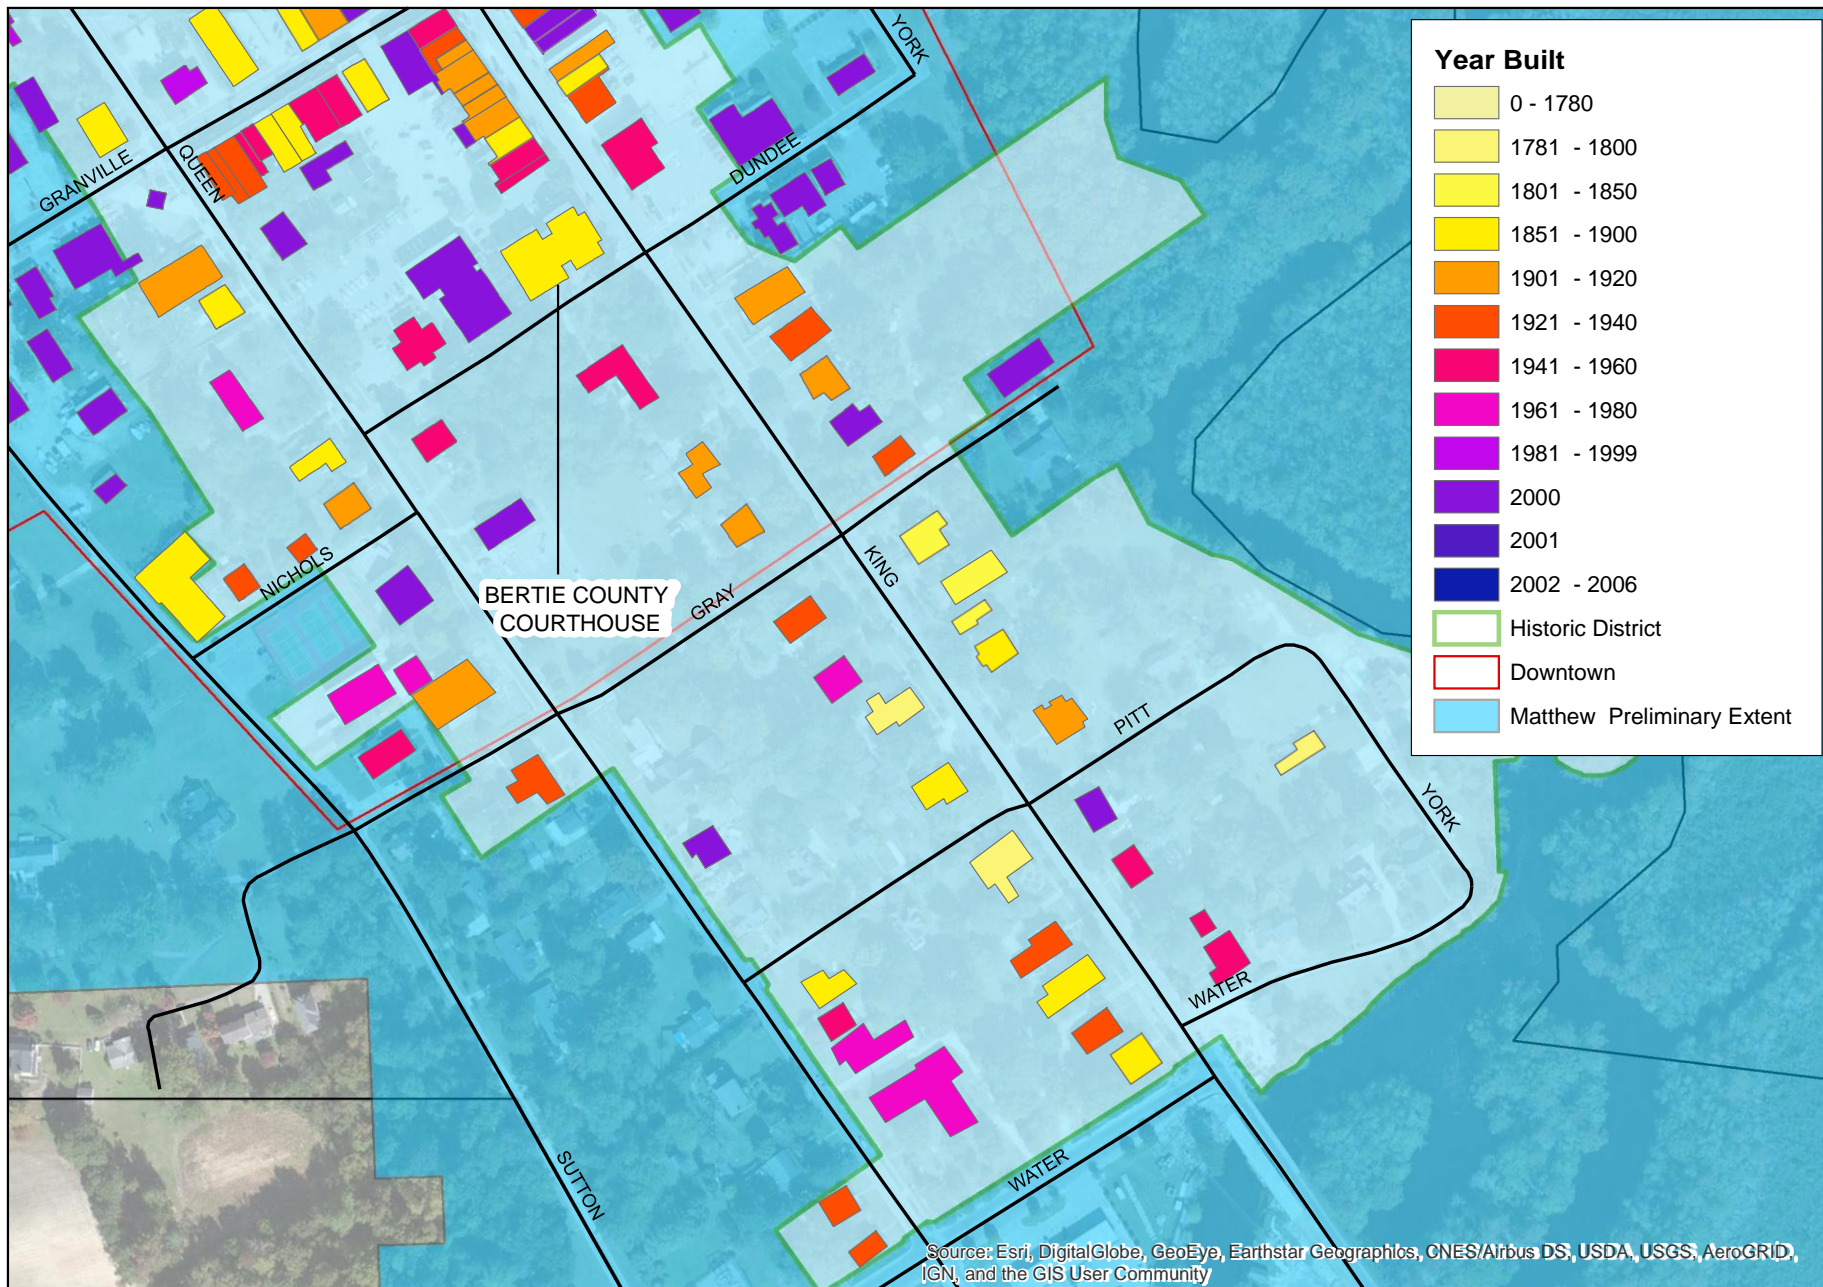 Year Built
0 - 1780
1781 - 1800
1801 - 1850
1851 - 1900
1901 - 1920
1921 - 1940
1941 - 1960
1961 - 1980
1981 - 1999
2000
2001
2002 - 2006
Historic District
Downtown
Matthew Preliminary Extent
YORK
GRANVILLE
QUEEN
DUNDEE
NICHOLS
BERTIE COUNTY
COURTHOUSE
GRAY
KING
PITT
YORK
WATER
WATER
SUTTON
Source: Esri, DigitalGlobe, GeoEye, Earthstar Geographics, CNES/Airbus DS, USDA, USGS, AeroGRID,
IGN, and the GIS User Community